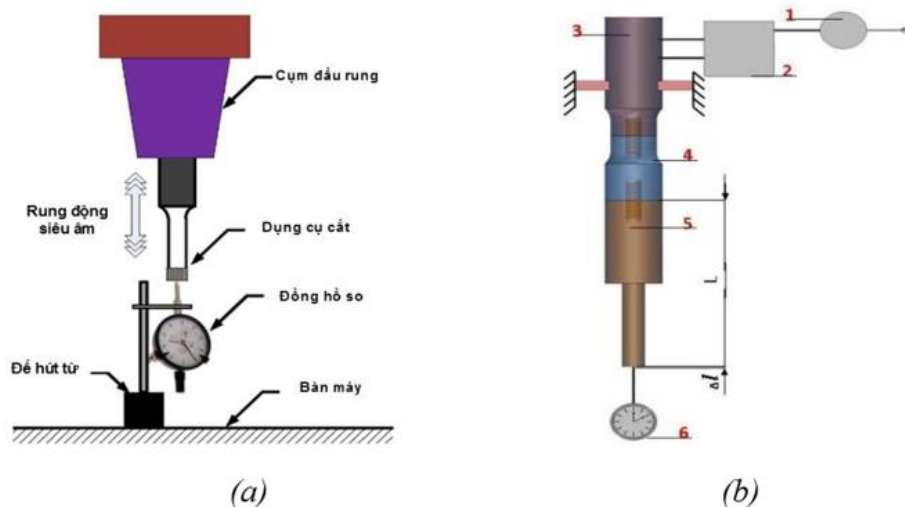 Cụm đầu rung
Rung động
siêu âm
Dụng cụ cắt
Đồng hồ so
Đế hút từ
Bàn máy
(a)
1
3
2
4
5
l
Δl
6
(b)